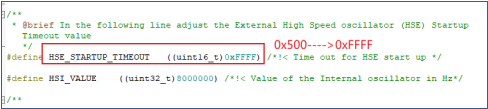 /**
* @brief In the following line adjust the External High Speed oscillator (HSE) Startup
Timeout value
*/
0x500---->0xFFFF
#define HSE_STARTUP_TIMEOUT ((uint16_t)0xFFFF) /*!< Time out for HSE start up */
#define HSI_VALUE ((uint32_t)8000000) /*!< Value of the Internal oscillator in Hz*/
/**